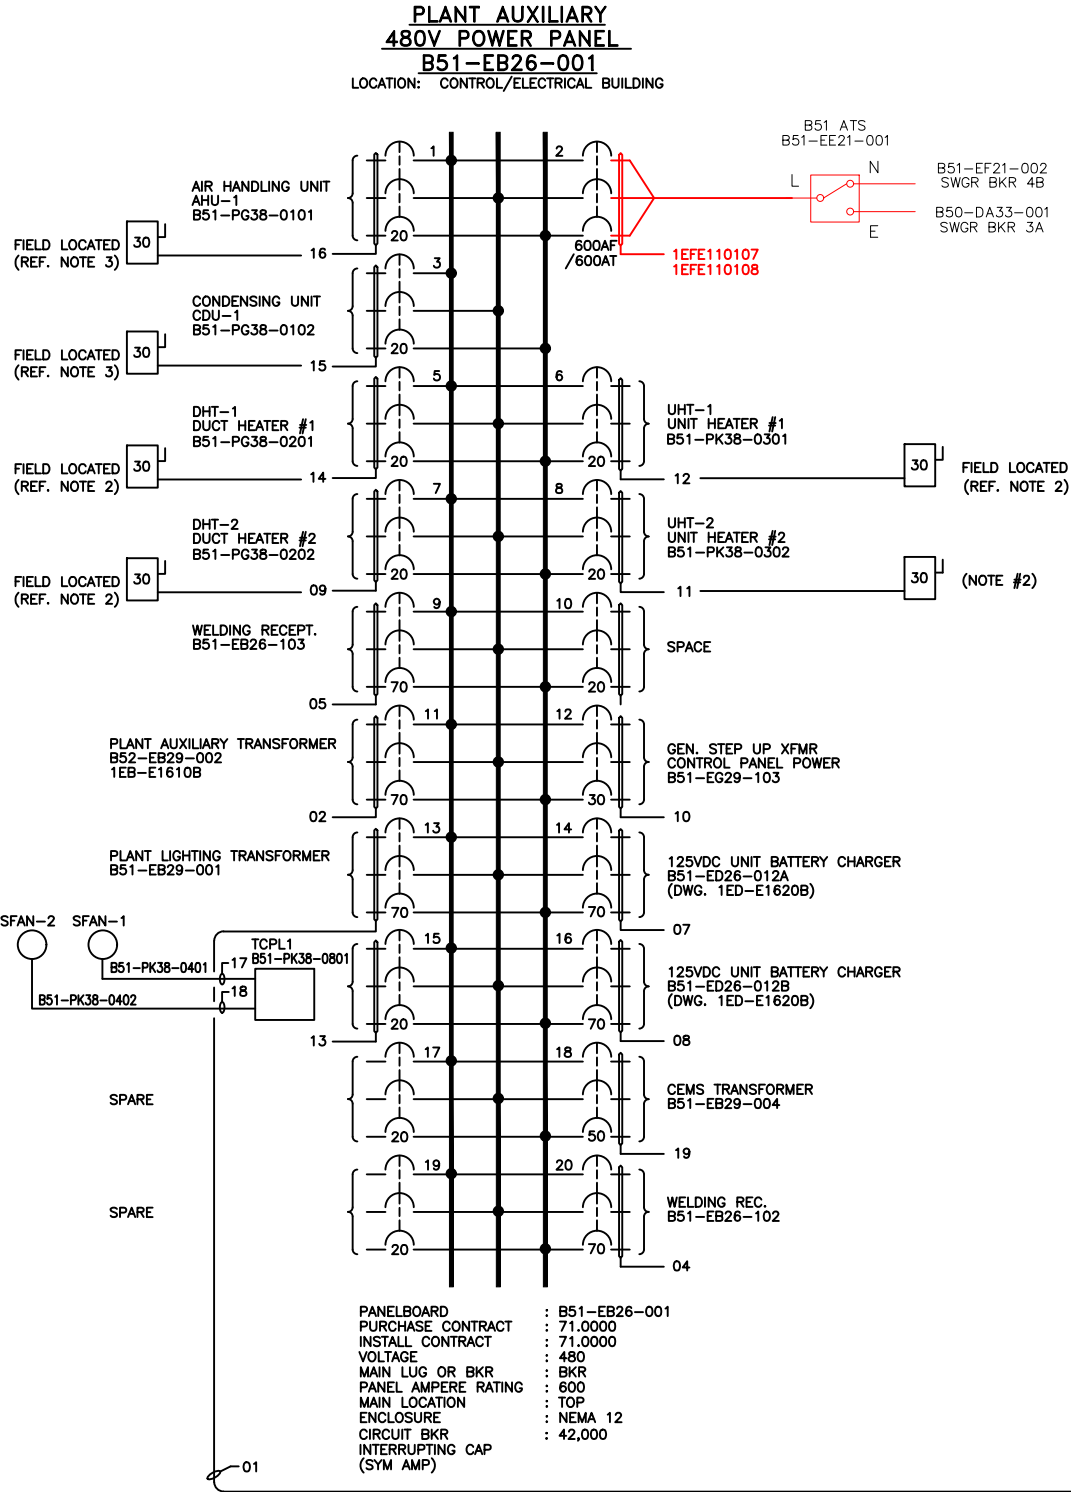 PLANT AUXILIARY
480V POWER PANEL
B51-EB26-001
LOCATION: CONTROL/ELECTRICAL BUILDING
B51 ATS
B51-EE21-001
L
N
E
B51-EF21-002
SWGR BKR 4B
B50-DA33-001
SWGR BKR 3A
1
2
AIR HANDLING UNIT
AHU-1
B51-PG38-0101
FIELD LOCATED
(REF. NOTE 3)
30
16
20
600AF
/600AT
1EFE110107
1EFE110108
3
CONDENSING UNIT
CDU-1
B51-PG38-0102
FIELD LOCATED
(REF. NOTE 3)
30
15
20
5
6
DHT-1
DUCT HEATER #1
B51-PG38-0201
FIELD LOCATED
(REF. NOTE 2)
30
14
20
20
UHT-1
UNIT HEATER #1
B51-PK38-0301
12
30
FIELD LOCATED
(REF. NOTE 2)
7
8
DHT-2
DUCT HEATER #2
B51-PG38-0202
FIELD LOCATED
(REF. NOTE 2)
30
09
20
20
UHT-2
UNIT HEATER #2
B51-PK38-0302
11
30
(NOTE #2)
9
10
WELDING RECEPT.
B51-EB26-103
05
70
20
SPACE
11
12
PLANT AUXILIARY TRANSFORMER
B52-EB29-002
1EB-E1610B
02
70
30
GEN. STEP UP XFMR
CONTROL PANEL POWER
B51-EG29-103
10
13
14
PLANT LIGHTING TRANSFORMER
B51-EB29-001
70
70
125VDC UNIT BATTERY CHARGER
B51-ED26-012A
(DWG. 1ED-E1620B)
07
SFAN-2
SFAN-1
B51-PK38-0401
17
B51-PK38-0402
18
TCPL1
B51-PK38-0801
15
16
13
20
70
125VDC UNIT BATTERY CHARGER
B51-ED26-012B
(DWG. 1ED-E1620B)
08
17
18
SPARE
20
50
CEMS TRANSFORMER
B51-EB29-004
19
19
20
SPARE
20
70
WELDING REC.
B51-EB26-102
04
PANELBOARD : B51-EB26-001
PURCHASE CONTRACT : 71.0000
INSTALL CONTRACT : 71.0000
VOLTAGE : 480
MAIN LUG OR BKR : BKR
PANEL AMPERE RATING : 600
MAIN LOCATION : TOP
ENCLOSURE : NEMA 12
CIRCUIT BKR : 42,000
INTERRUPTING CAP
(SYM AMP)
01